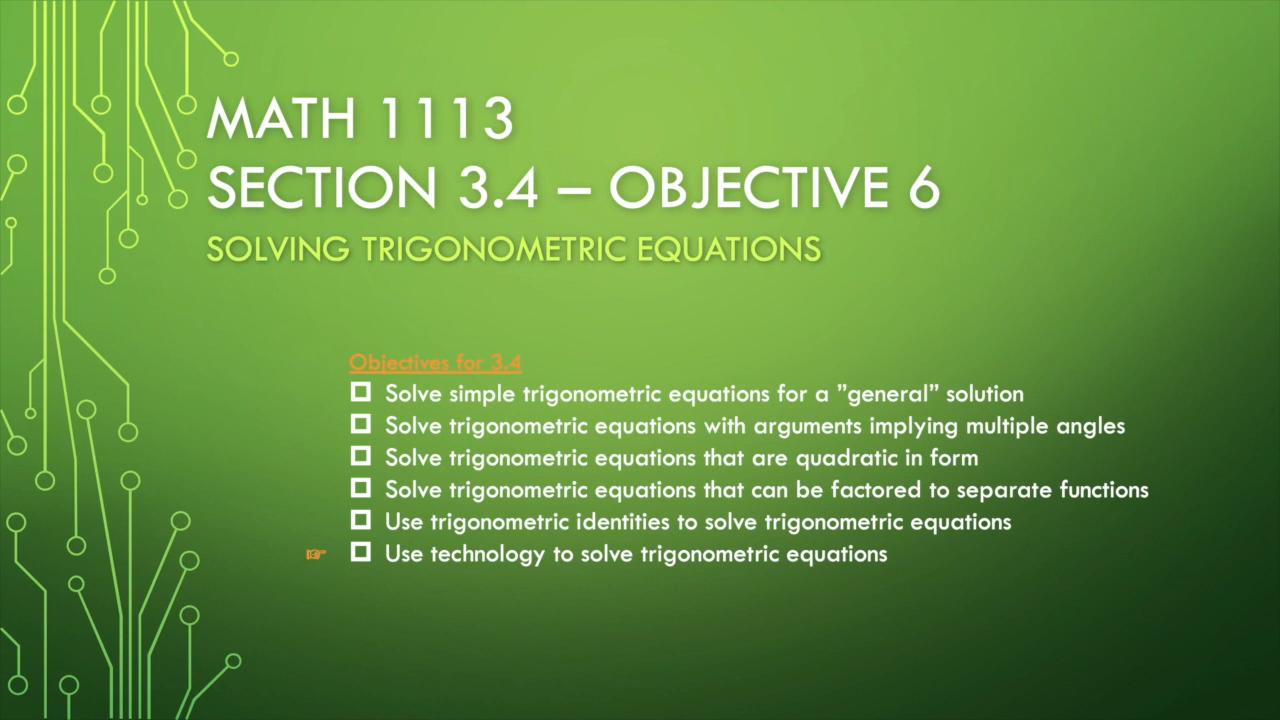 MATH 1113
SECTION 3.4 – OBJECTIVE 6
SOLVING TRIGONOMETRIC EQUATIONS
Objectives for 3.4
Solve simple trigonometric equations for a ”general” solution
Solve trigonometric equations with arguments implying multiple angles
Solve trigonometric equations that are quadratic in form
Solve trigonometric equations that can be factored to separate functions
Use trigonometric identities to solve trigonometric equations
Use technology to solve trigonometric equations